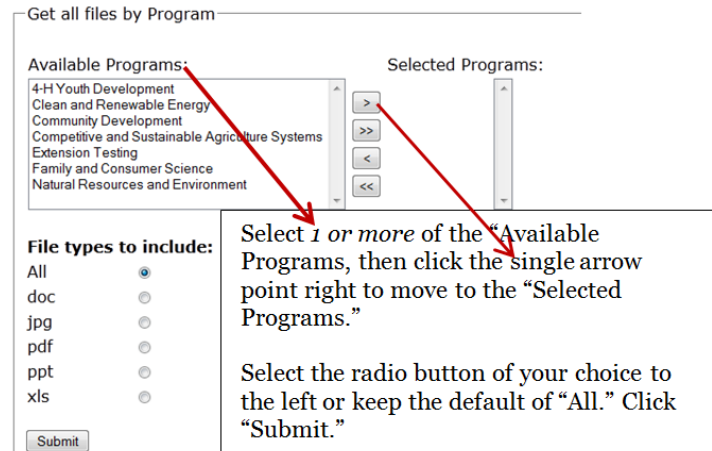 Get all files by Program
Available Programs:
Selected Programs:
4-H Youth Development
Clean and Renewable Energy
Community Development
Competitive and Sustainable Agriculture Systems
Extension Testing
Family and Consumer Science
Natural Resources and Environment
>
>>
<
<<
File types to include:
All
doc
jpg
pdf
ppt
xls
Submit
Select 1 or more of the “Available
Programs, then click the single arrow
point right to move to the “Selected
Programs.”
Select the radio button of your choice to
the left or keep the default of “All.” Click
“Submit.”